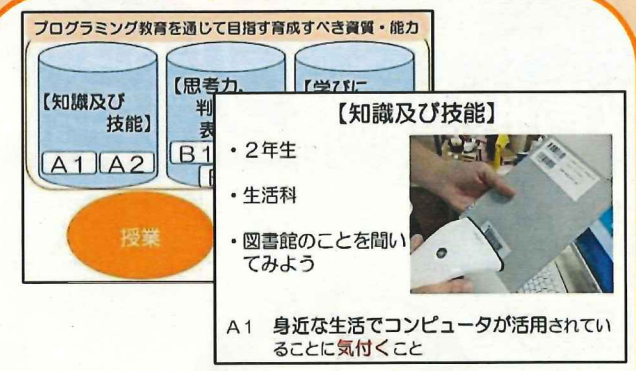 プログラミング教育を通じて目指す育成すべき資質・能力
【知識及び
技能】
A1 A2
【思考力,
判
表
B1
【学びに
授業
【知識及び技能】
・2年生
・生活科
・図書館のことを聞い
てみよう
A1 身近な生活でコンピュータが活用されてい
ることに気付くこと